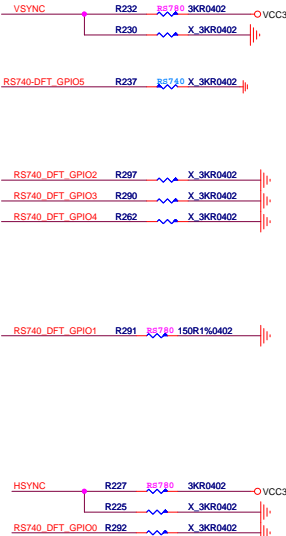 VSYNC R232 RS780 3KR0402 VCC3
R230 X_3KR0402
RS740-DFT_GPIO5 R237 RS740 X_3KR0402
RS740_DFT_GPIO2 R297 X_3KR0402
RS740_DFT_GPIO3 R290 X_3KR0402
RS740_DFT_GPIO4 R262 X_3KR0402
RS740_DFT_GPIO1 R291 RS780 150R1%0402
HSYNC R227 RS780 3KR0402 VCC3
R225 X_3KR0402
RS740_DFT_GPIO0 R292 X_3KR0402